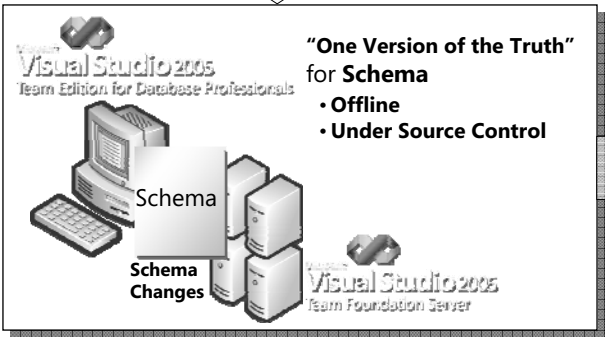 Microsoft
Visual Studio 2005
Team Edition for Database Professionals
“One Version of the Truth”
for Schema
• Offline
• Under Source Control
Schema
Schema
Changes
Visual Studio 2005
Team Foundation Server